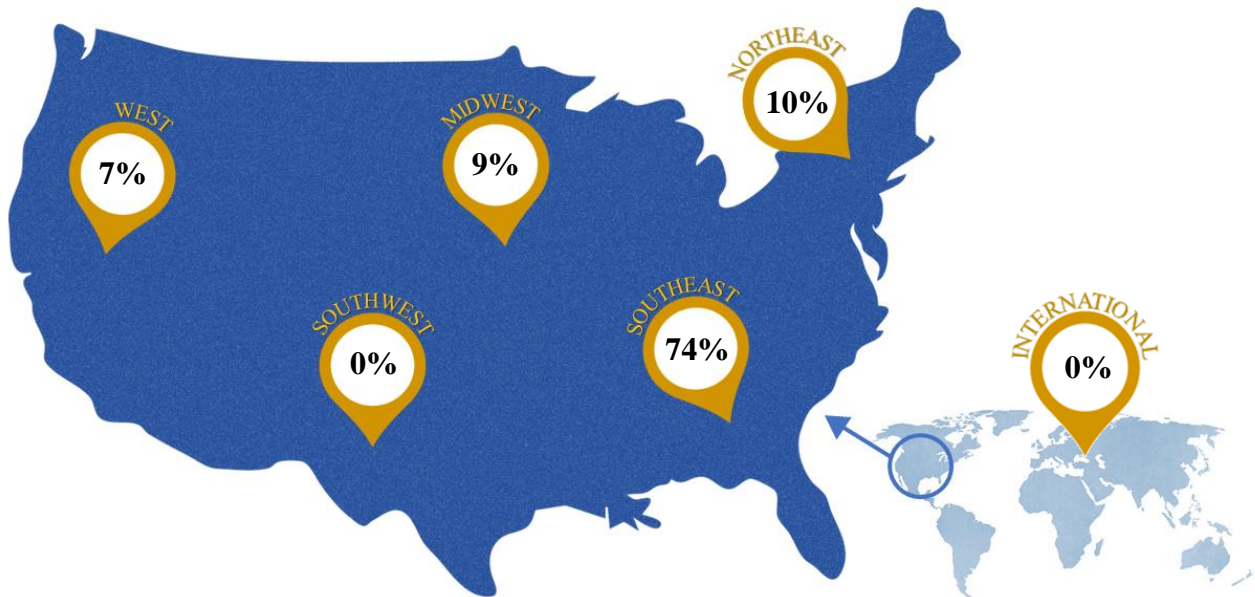 NORTHEAST
10%
WEST
7%
MIDWEST
9%
SOUTHWEST
0%
SOUTHEAST
74%
INTERNATIONAL
0%